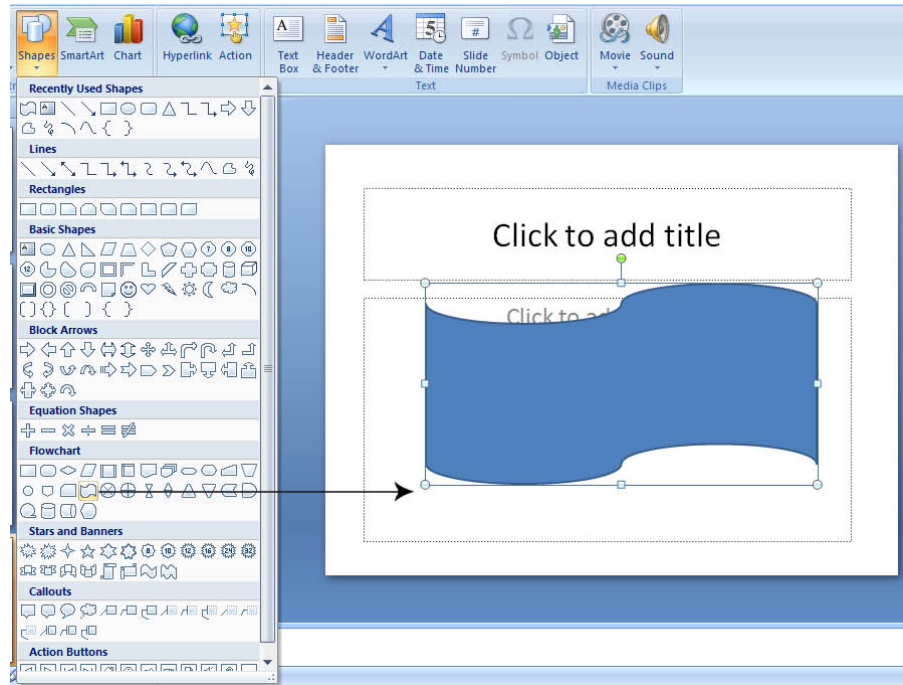 Shapes SmartArt Chart Hyperlink Action Text Box Header & Footer WordArt Date & Time Slide Number Symbol Object Movie Sound
Text Media Clips
Recently Used Shapes
Lines
Rectangles
Basic Shapes
Block Arrows
Equation Shapes
Flowchart
Stars and Banners
Callouts
Action Buttons
Click to add title
Click to ad